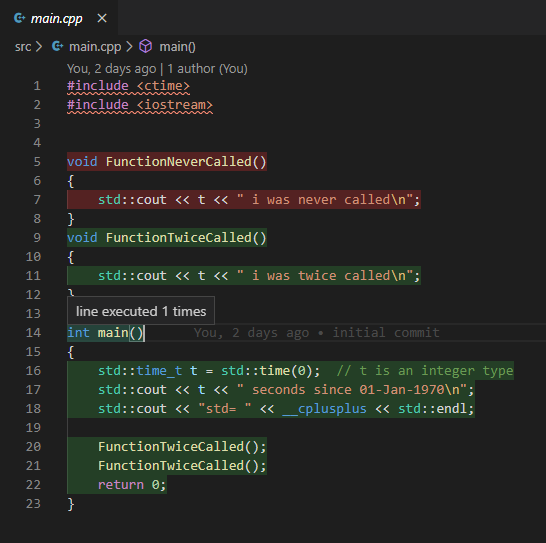 main.cpp ×
src > main.cpp > main()
You, 2 days ago | 1 author (You)
1 #include <ctime>
2 #include <iostream>
3
4
5 void FunctionNeverCalled()
6 {
7 std::cout << t << " i was never called\n";
8 }
9 void FunctionTwiceCalled()
10 {
11 std::cout << t << " i was twice called\n";
12 }
line executed 1 times
13
14 int main() You, 2 days ago • initial commit
15 {
16 std::time_t t = std::time(0); // t is an integer type
17 std::cout << t << " seconds since 01-Jan-1970\n";
18 std::cout << "std= " << __cplusplus << std::endl;
19
20 FunctionTwiceCalled();
21 FunctionTwiceCalled();
22 return 0;
23 }